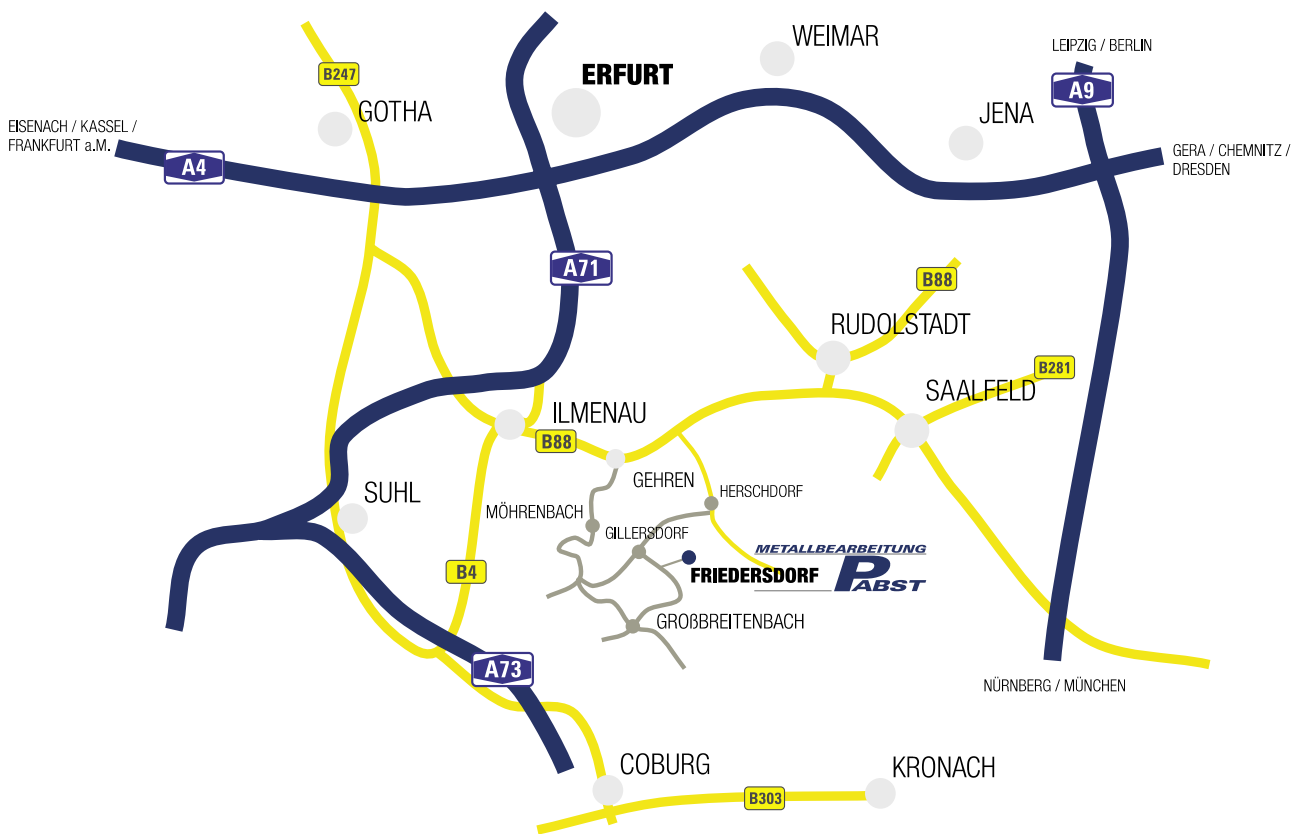 WEIMAR
LEIPZIG / BERLIN
B247
ERFURT
A9
GOTHA
JENA
EISENACH / KASSEL /
FRANKFURT a.M.
A4
GERA / CHEMNITZ /
DRESDEN
A71
B88
RUDOLSTADT
B281
SAALFELD
ILMENAU
B88
GEHREN
HERSCHDORF
SUHL
MÖHRENBACH
GILLERSDORF
METALLBEARBEITUNG
PABST
FRIEDERSDORF
B4
GROßBREITENBACH
A73
NÜRNBERG / MÜNCHEN
COBURG
KRONACH
B303